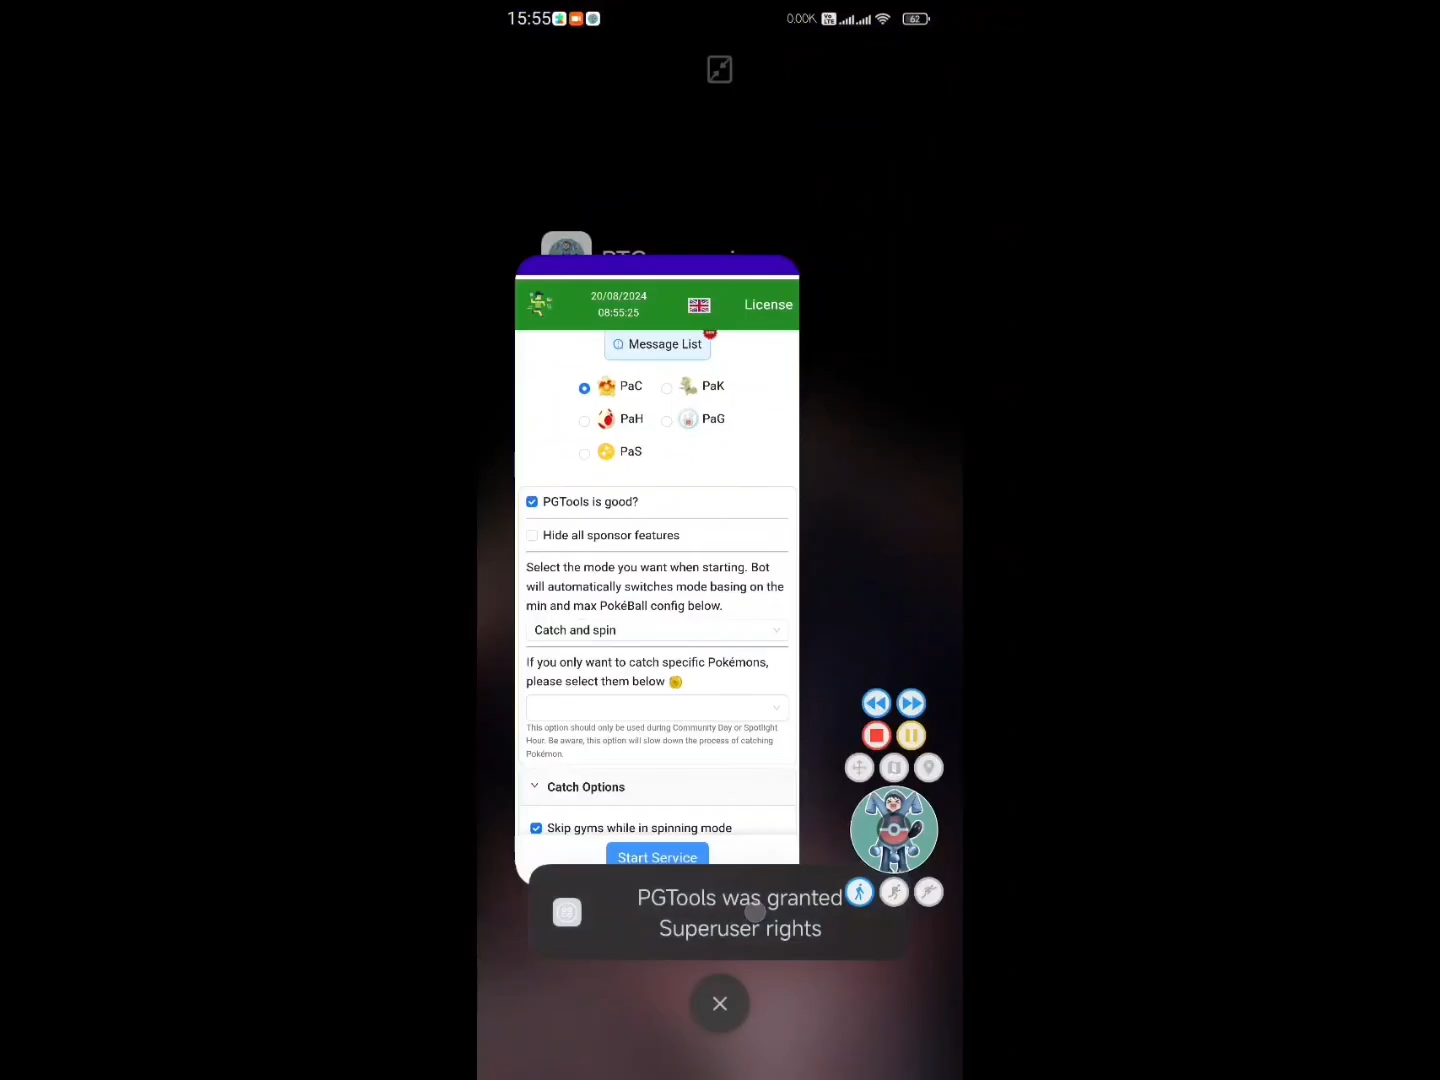 15:55
0.00K
Vo
LTE
62
20/08/2024
08:55:25
License
Message List
PaC
PaK
PaH
PaG
PaS
PGTools is good?
Hide all sponsor features
Select the mode you want when starting. Bot
will automatically switches mode basing on the
min and max PokéBall config below.
Catch and spin
If you only want to catch specific Pokémons,
please select them below
This option should only be used during Community Day or Spotlight
Hour. Be aware, this option will slow down the process of catching
Pokémon.
Catch Options
Skip gyms while in spinning mode
Start Service
PGTools was granted
Superuser rights